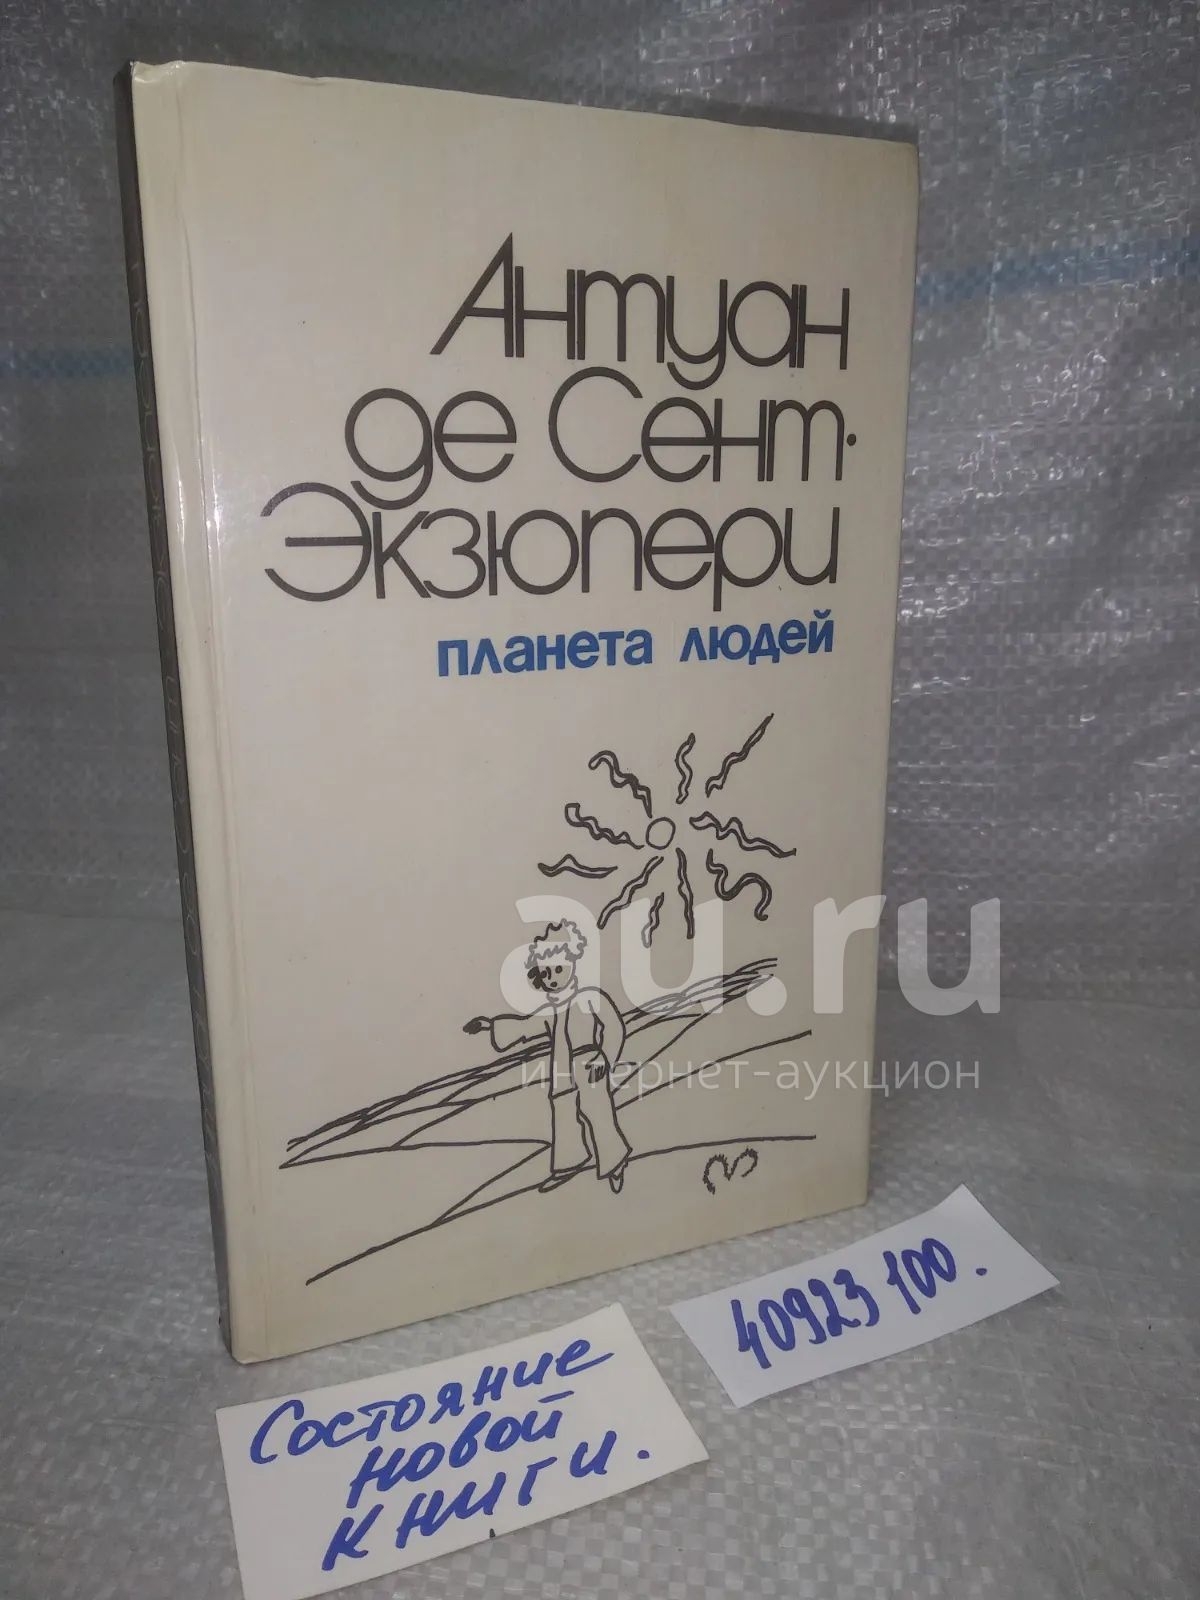 Антуан
де Сент-
Экзюпери
планета людей
au.ru
интернет-аукцион
40923 100.
Состояние
новой
книги.